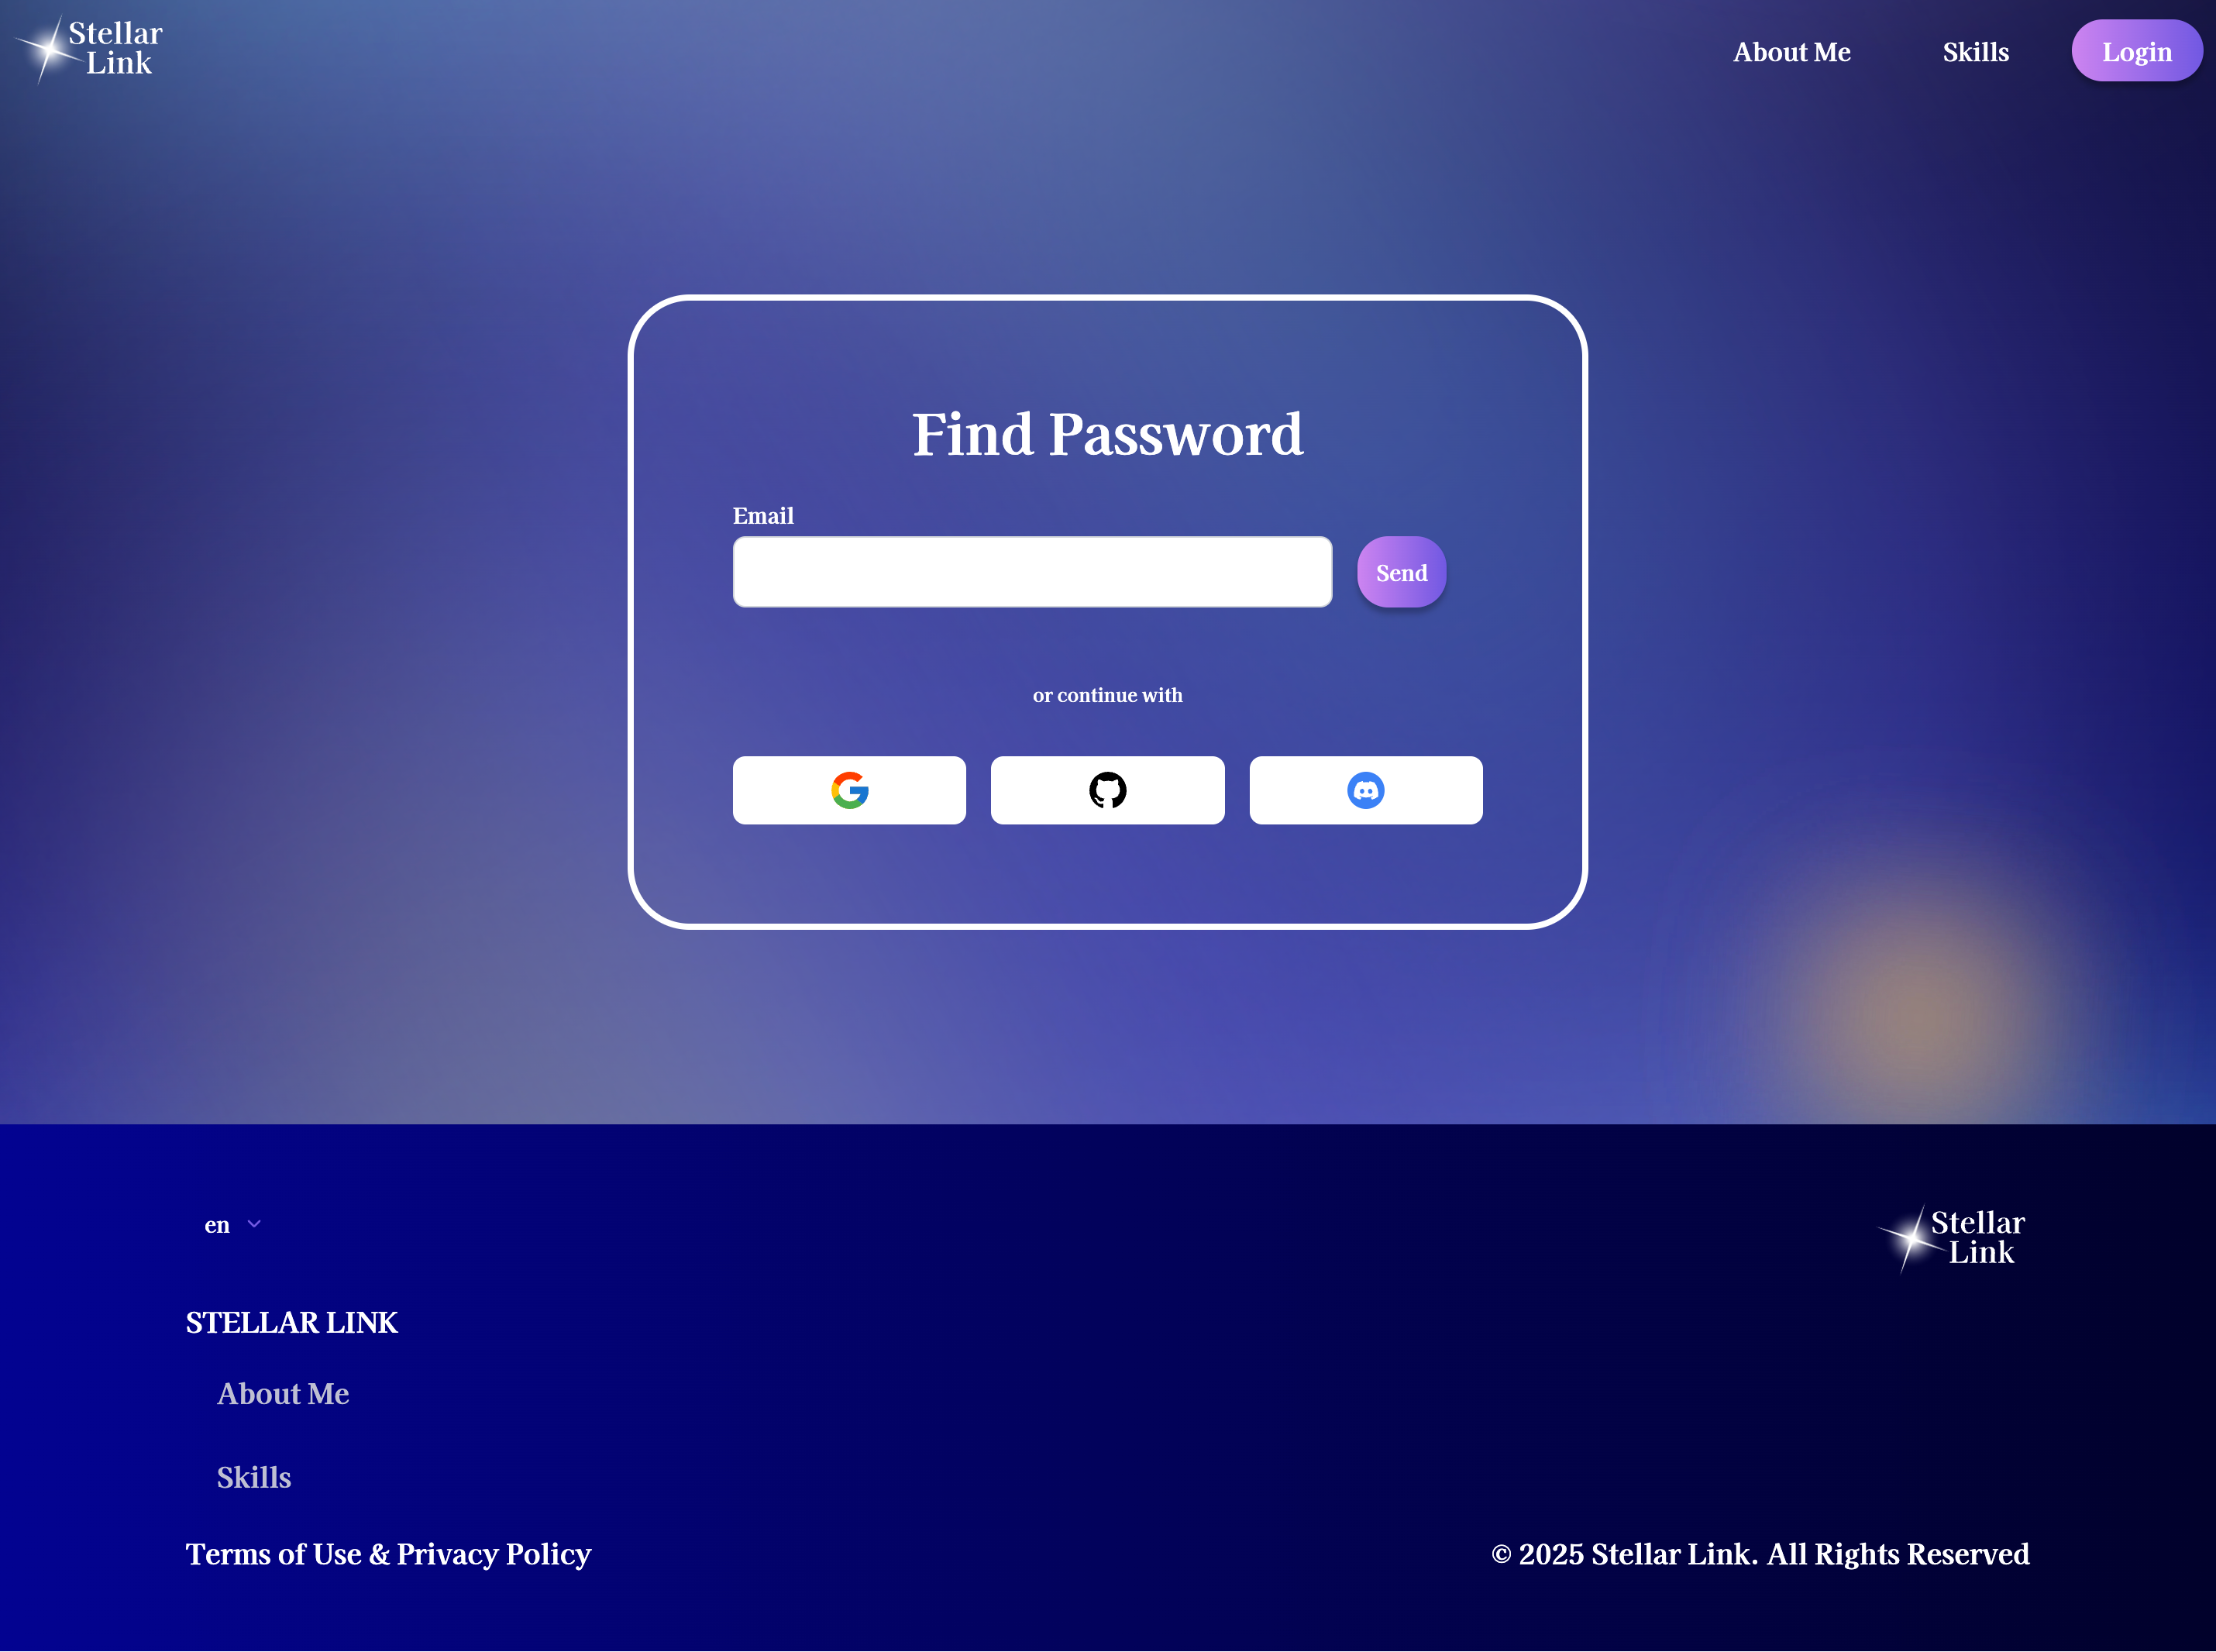 Stellar
Link
About Me
Skills
Login
Find Password
Email
Send
or continue with
en
Stellar
Link
STELLAR LINK
About Me
Skills
Terms of Use & Privacy Policy
© 2025 Stellar Link. All Rights Reserved